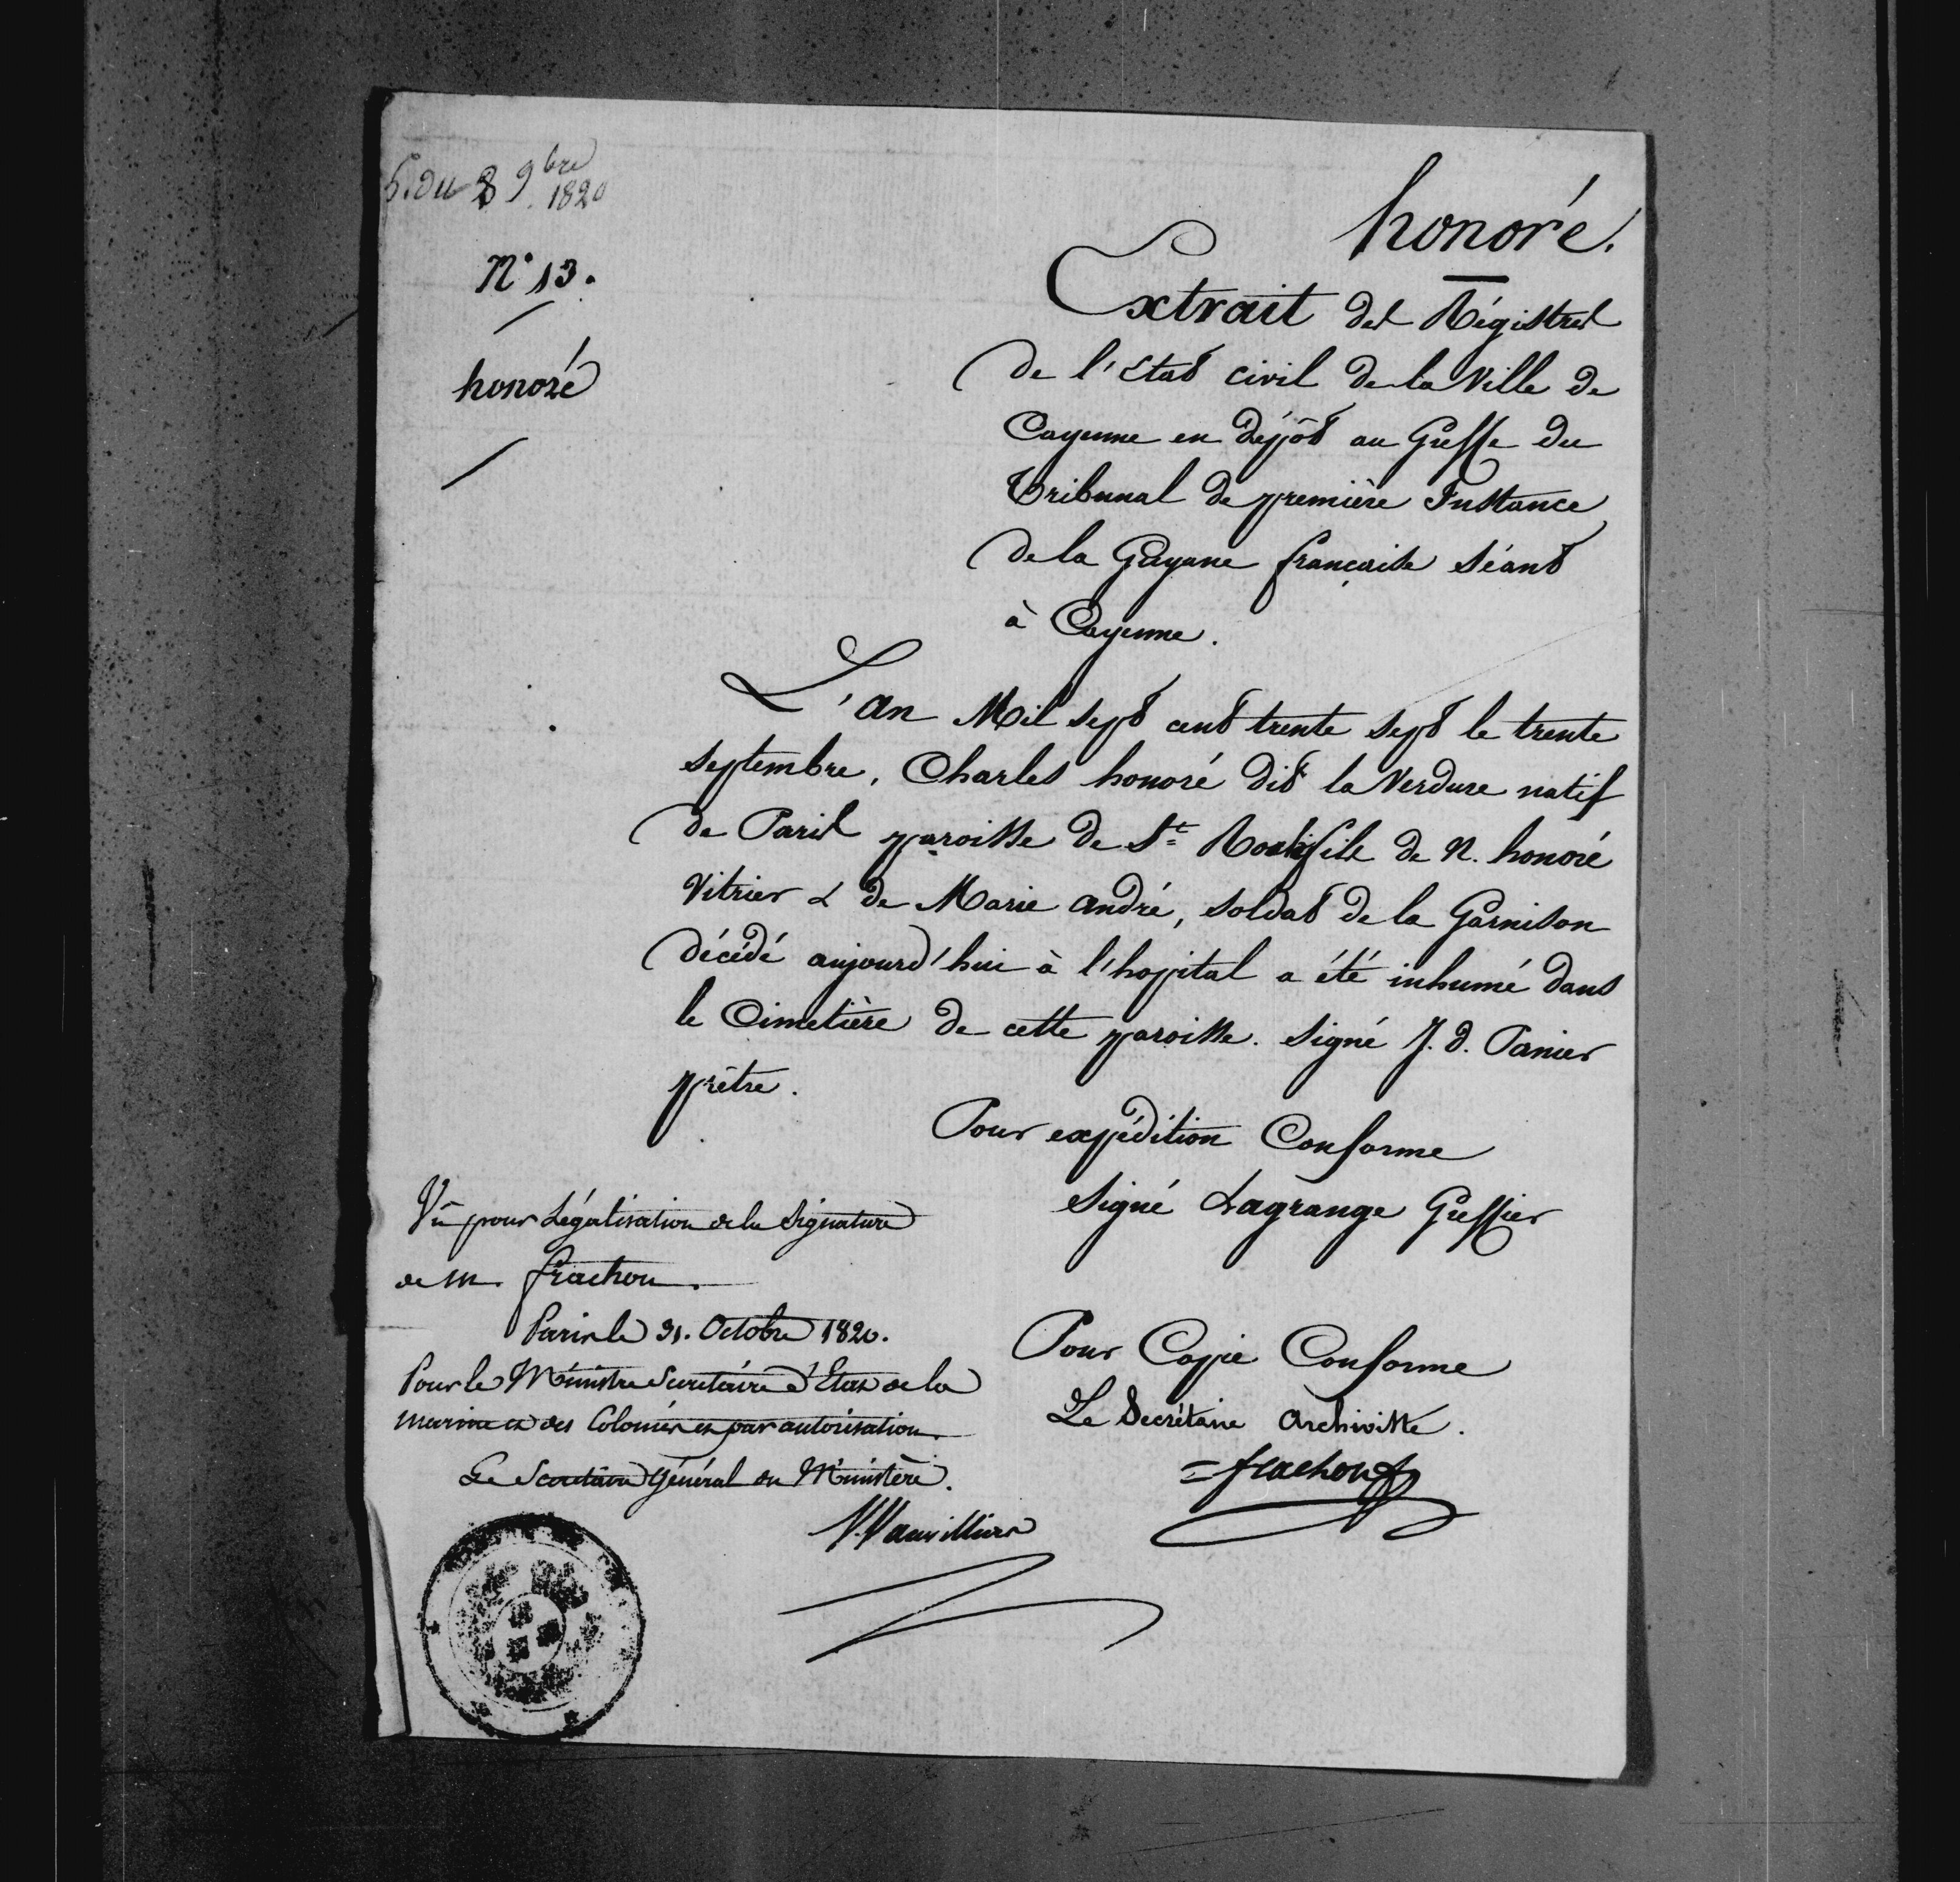 du 8 9bre
1820
N° 13.
honoré
honoré.
Extrait des Régistres
de l'Etat civil de la Ville de
Cayenne en dépôt au Greffe du
Tribunal de première Instance
de la Guyane française séant
à Cayenne.
L'an Mil sept cent trente sept le trente
septembre, Charles honoré dit la Verdure natif
de Paris paroisse de St Roch fils de N. honoré
Vitrier & de Marie andré, soldat de la Garnison
décédé aujourd'hui à l'hopital a été inhumé dans
le Cimetière de cette paroisse. signé J. d. Panier
prêtre.
Pour expédition Conforme
signé Lagrange Greffier
Vû pour Légalisation de la Signature
de M. frachon.
Paris le 31. Octobre 1820.
Pour le Ministre Secrétaire d'Etat de la
marine et des Colonies et par autorisation
Le Secrétaire Général du Ministère.
Pour Copie Conforme
Le Secrétaire Archiviste.
frachon
Vauvilliers